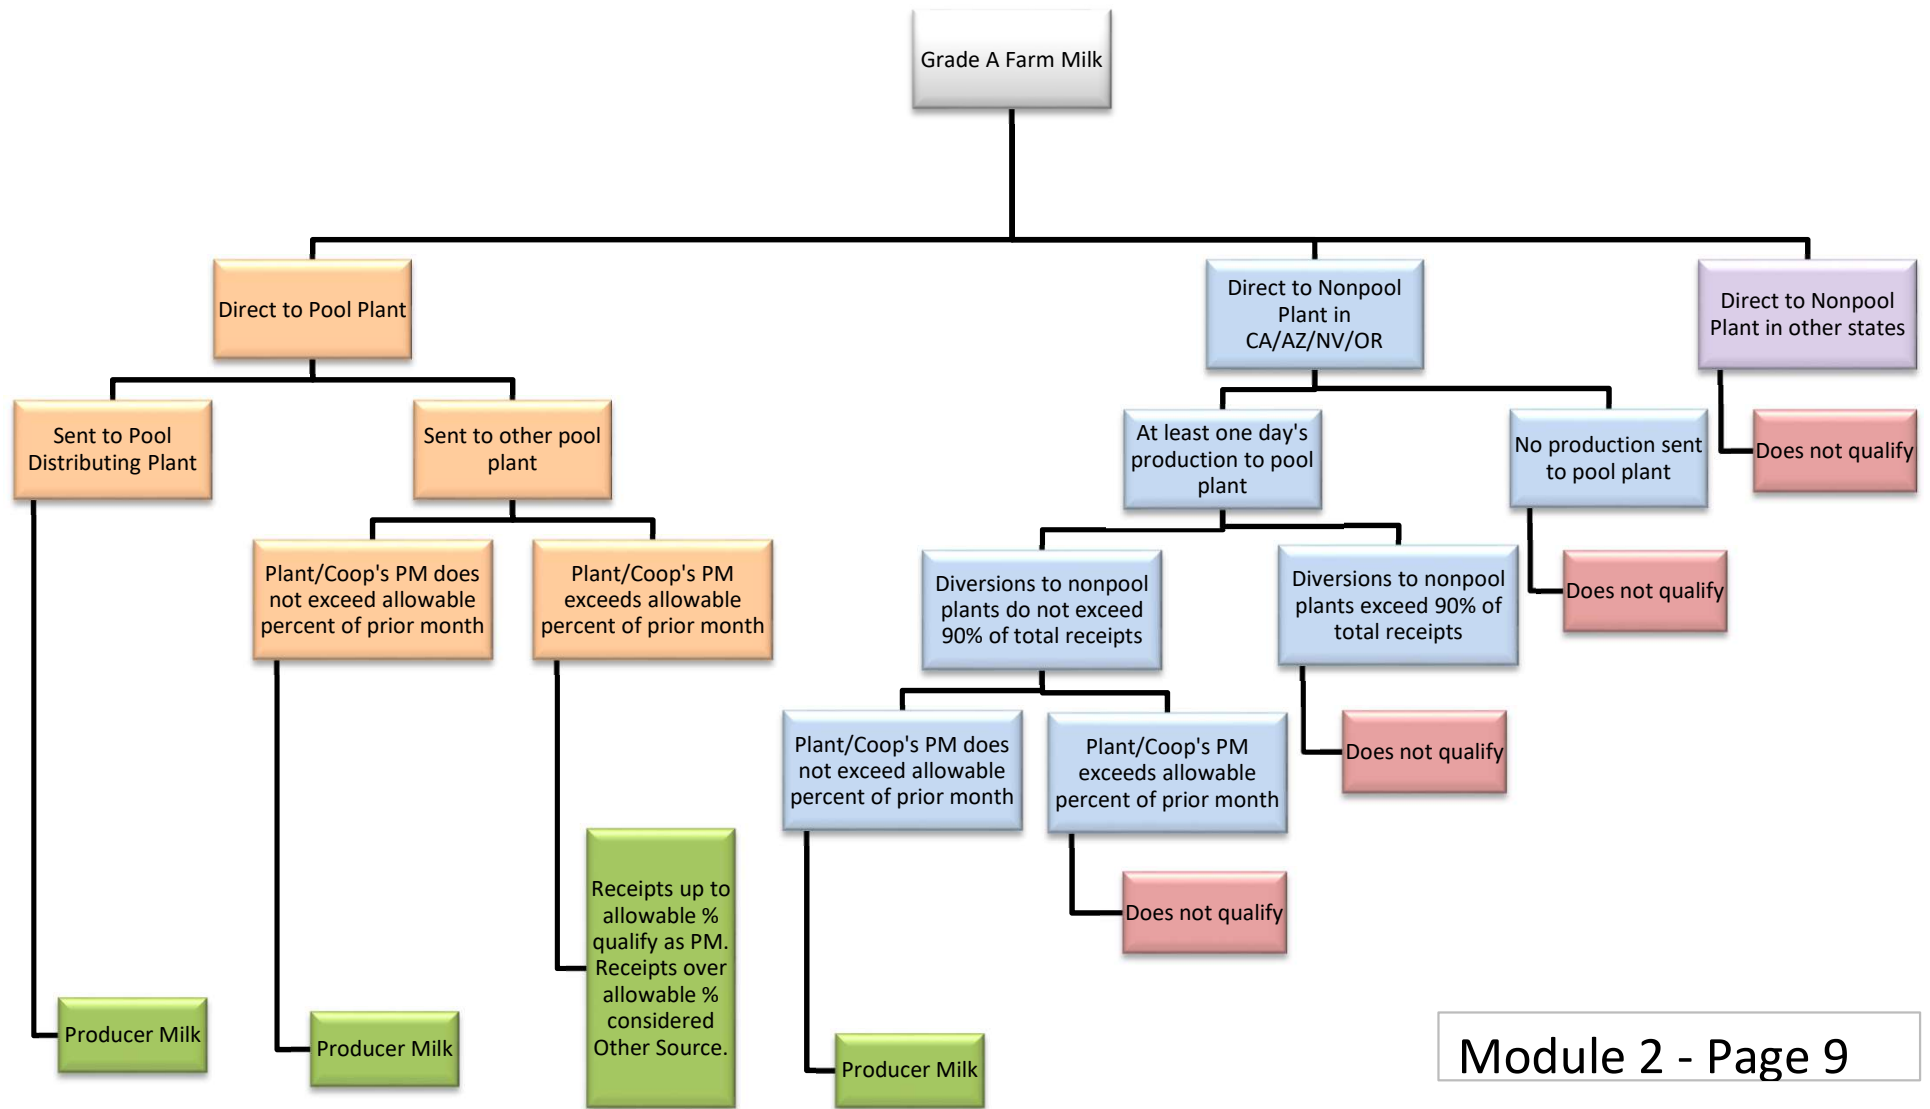 Grade A Farm Milk
Direct to Pool Plant
Direct to Nonpool
Plant in
CA/AZ/NV/OR
Direct to Nonpool
Plant in other states
Sent to Pool
Distributing Plant
Sent to other pool
plant
At least one day's
production to pool
plant
No production sent
to pool plant
Does not qualify
Plant/Coop's PM does
not exceed allowable
percent of prior month
Plant/Coop's PM
exceeds allowable
percent of prior month
Diversions to nonpool
plants do not exceed
90% of total receipts
Diversions to nonpool
plants exceed 90% of
total receipts
Does not qualify
Plant/Coop's PM does
not exceed allowable
percent of prior month
Plant/Coop's PM
exceeds allowable
percent of prior month
Does not qualify
Receipts up to
allowable %
qualify as PM.
Receipts over
allowable %
considered
Other Source.
Does not qualify
Producer Milk
Producer Milk
Producer Milk
Module 2 - Page 9